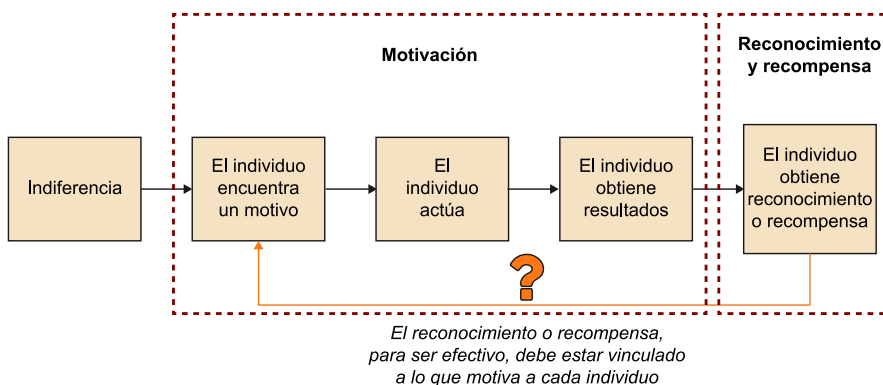 Motivación
Reconocimiento
y recompensa
Indiferencia
El individuo
encuentra
un motivo
El
individuo
actúa
El individuo
obtiene
resultados
El individuo
obtiene
reconocimiento
o recompensa
?
El reconocimiento o recompensa,
para ser efectivo, debe estar vinculado
a lo que motiva a cada individuo